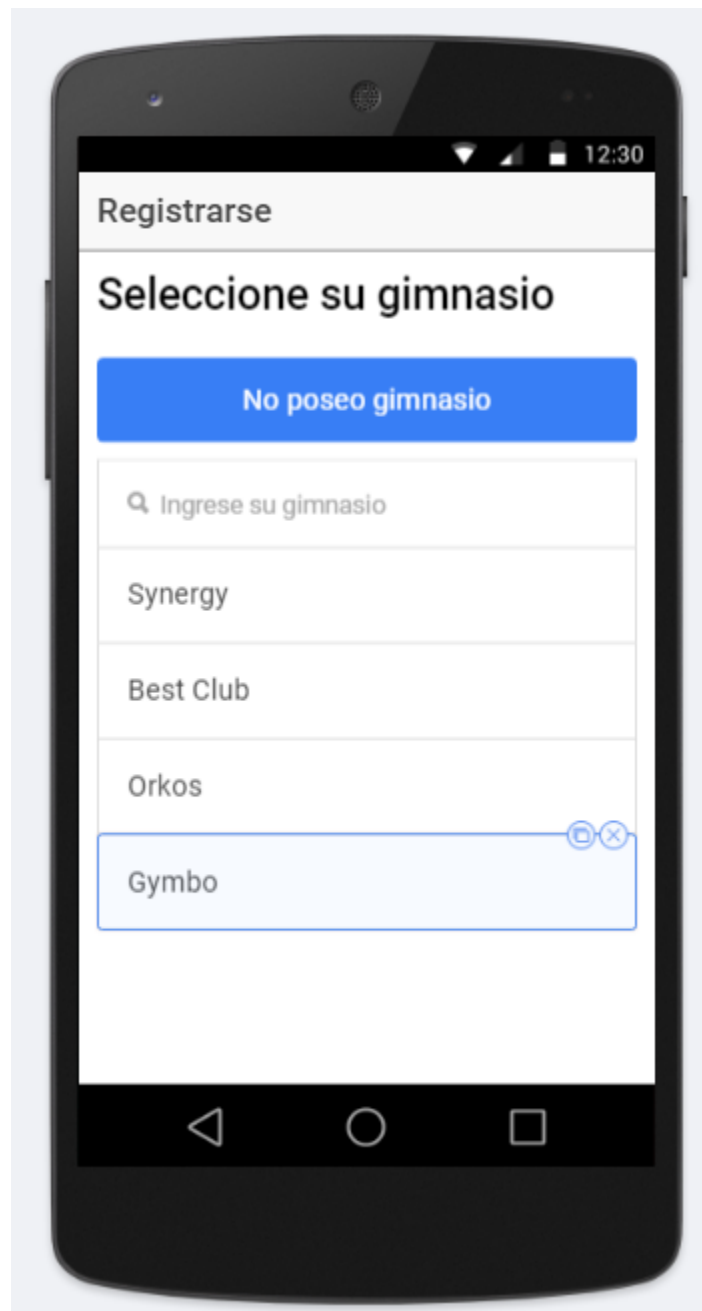 12:30
Registrarse
Seleccione su gimnasio
No poseo gimnasio
Ingrese su gimnasio
Synergy
Best Club
Orkos
Gymbo